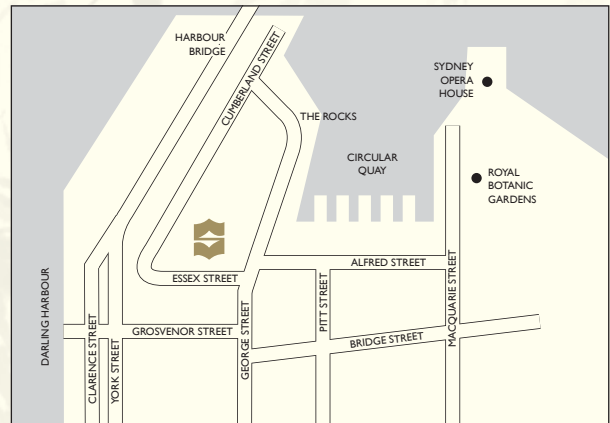 HARBOUR
BRIDGE
CUMBERLAND STREET
SYDNEY
OPERA
HOUSE
THE ROCKS
CIRCULAR
QUAY
ROYAL
BOTANIC
GARDENS
ALFRED STREET
ESSEX STREET
DARLING HARBOUR
CLARENCE STREET
YORK STREET
GROSVENOR STREET
GEORGE STREET
PITT STREET
BRIDGE STREET
MACQUARIE STREET